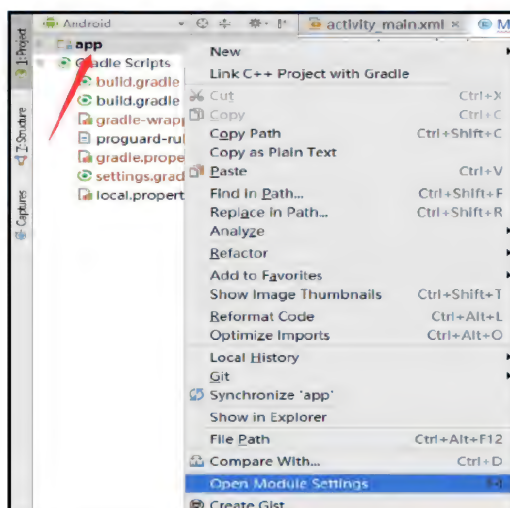 Android
activity_main.xml
1: Project
app
Gradle Scripts
build.gradle
build.gradle
gradle-wrap
proguard-ru
gradle.prope
settings.grad
local.propert
7: Structure
Captures
New
Link C++ Project with Gradle
Cut Ctrl+X
Copy Ctrl+C
Copy Path Ctrl+Shift+C
Copy as Plain Text
Paste Ctrl+V
Find in Path... Ctrl+Shift+F
Replace in Path... Ctrl+Shift+R
Analyze
Refactor
Add to Favorites
Show Image Thumbnails Ctrl+Shift+T
Reformat Code Ctrl+Alt+L
Optimize Imports Ctrl+Alt+O
Local History
Git
Synchronize 'app'
Show in Explorer
File Path Ctrl+Alt+F12
Compare With... Ctrl+D
Open Module Settings
Create Gist